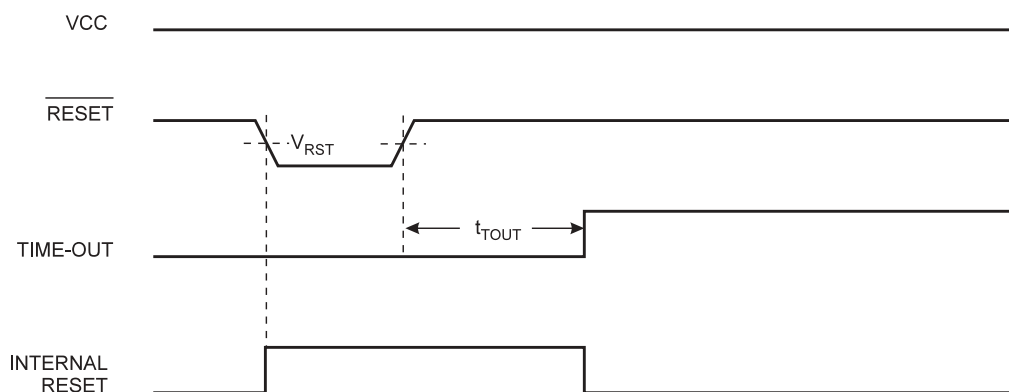 VCC
RESET
VRST
tTOUT
TIME-OUT
INTERNAL
RESET